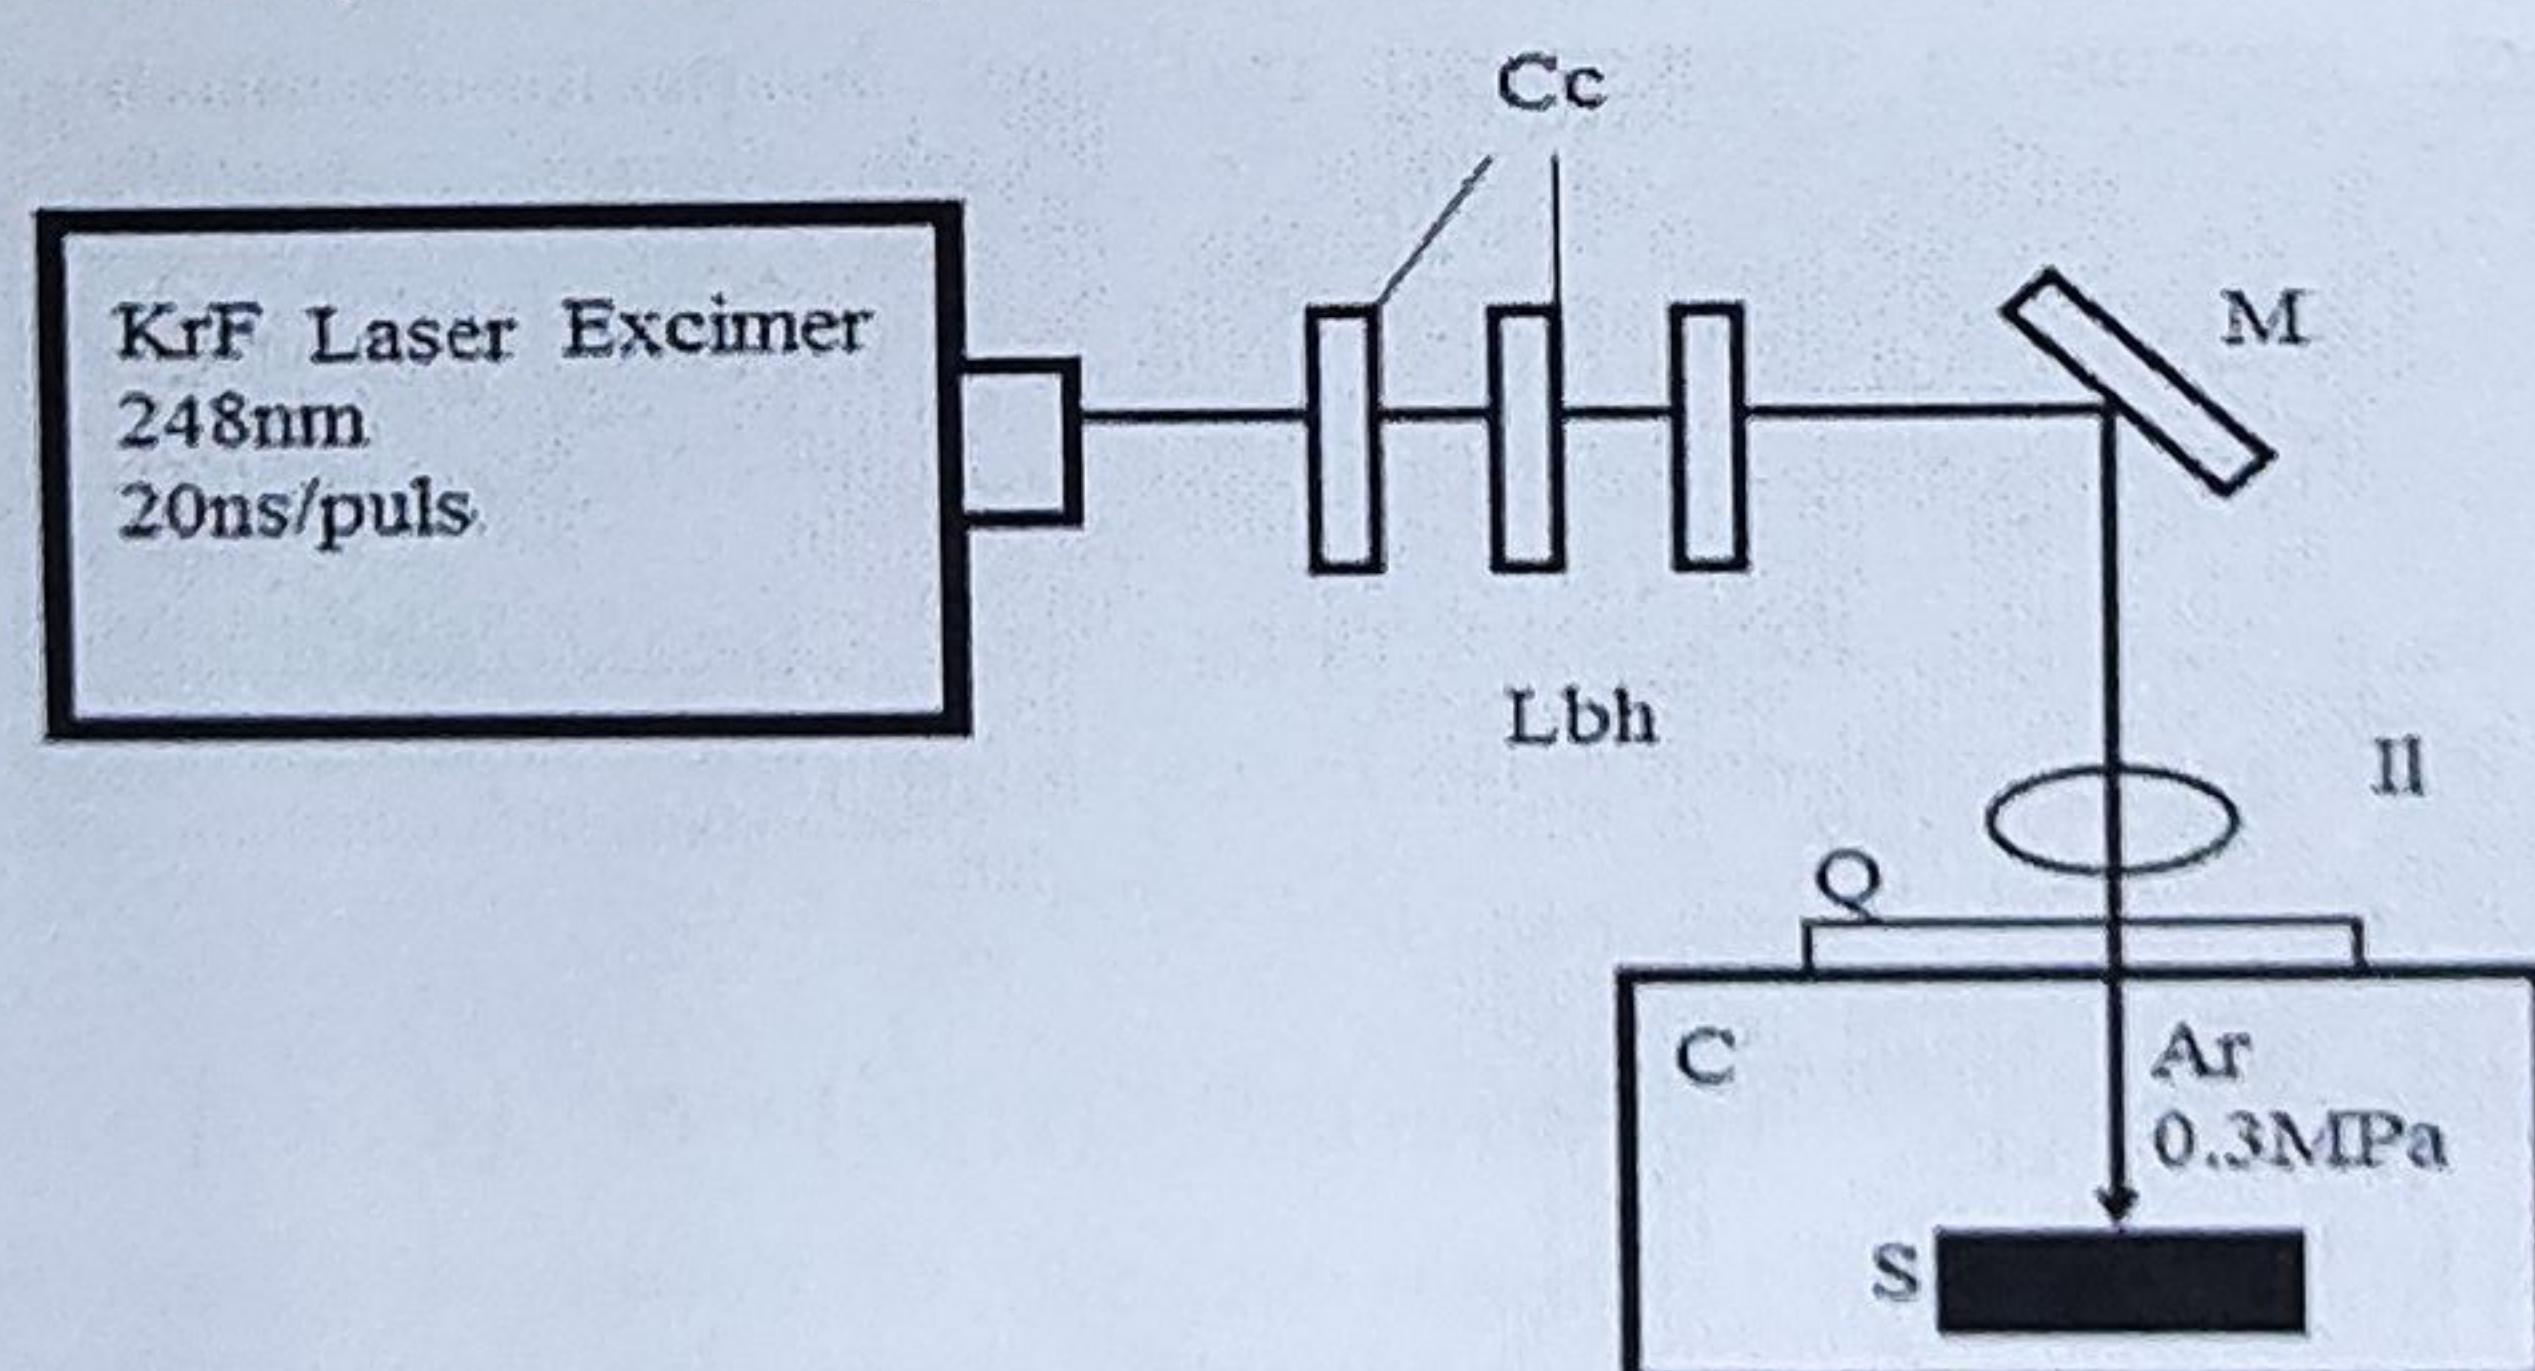 Cc
KrF Laser Excimer
248nm
20ns/puls
M
Lbh
Il
Q
C
Ar
0.3MPa
S